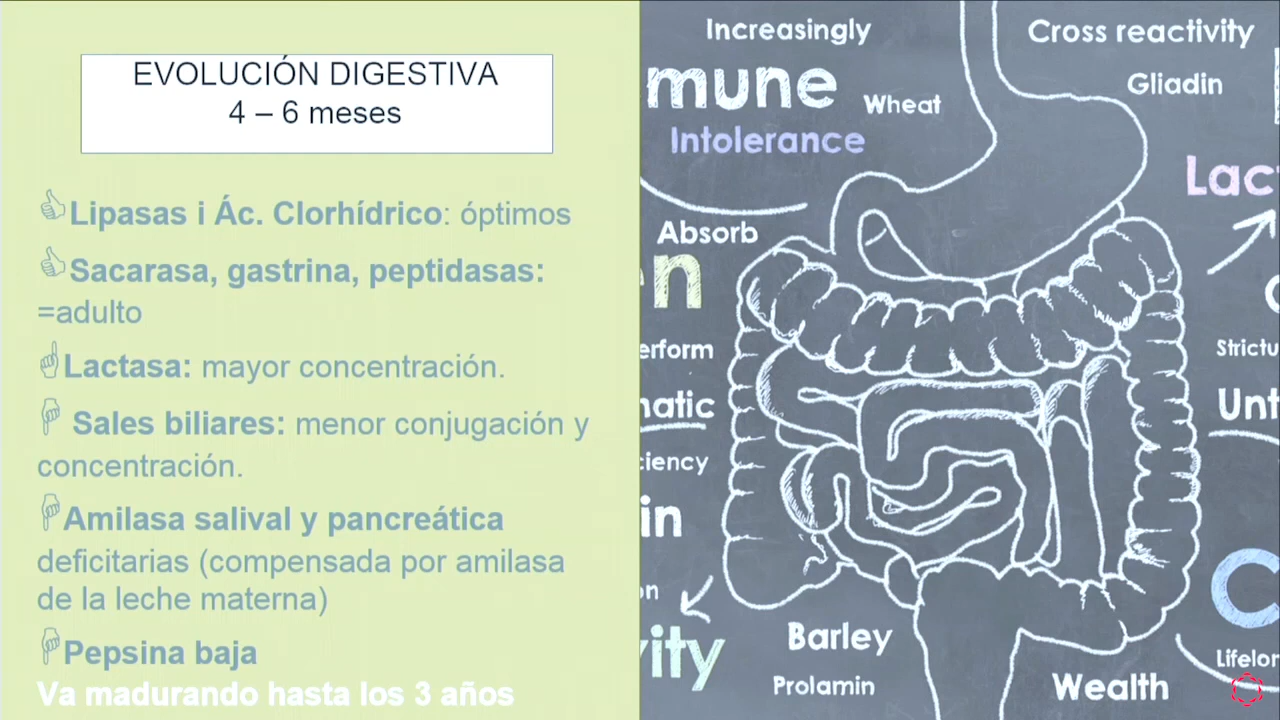 EVOLUCIÓN DIGESTIVA
4 – 6 meses
Lipasas i Ác. Clorhídrico: óptimos
Sacarasa, gastrina, peptidasas:
=adulto
Lactasa: mayor concentración.
Sales biliares: menor conjugación y
concentración.
Amilasa salival y pancreática
deficitarias (compensada por amilasa
de la leche materna)
Pepsina baja
Va madurando hasta los 3 años
Increasingly
Cross reactivity
mune
Wheat
Gliadin
Intolerance
Lac
Absorb
n
erform
Strictu
matic
Unt
ciency
in
on
C
Barley
vity
Lifelon
Prolamin
Wealth